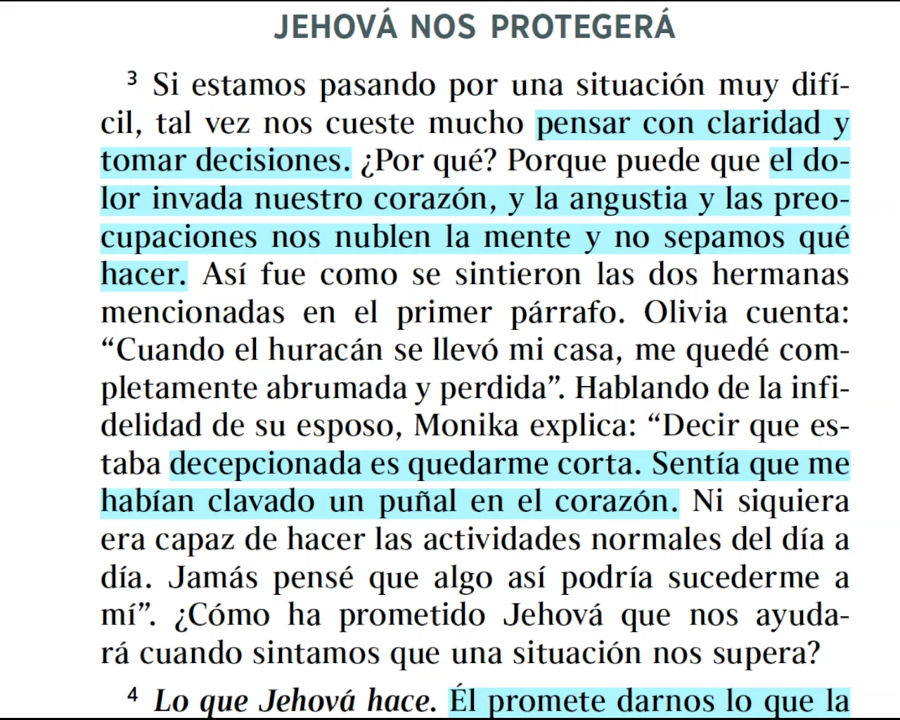 JEHOVÁ NOS PROTEGERÁ
³ Si estamos pasando por una situación muy difí-
cil, tal vez nos cueste mucho pensar con claridad y
tomar decisiones. ¿Por qué? Porque puede que el do-
lor invada nuestro corazón, y la angustia y las preo-
cupaciones nos nublen la mente y no sepamos qué
hacer. Así fue como se sintieron las dos hermanas
mencionadas en el primer párrafo. Olivia cuenta:
“Cuando el huracán se llevó mi casa, me quedé com-
pletamente abrumada y perdida”. Hablando de la infi-
delidad de su esposo, Monika explica: “Decir que es-
taba decepcionada es quedarme corta. Sentía que me
habían clavado un puñal en el corazón. Ni siquiera
era capaz de hacer las actividades normales del día a
día. Jamás pensé que algo así podría sucederme a
mí”. ¿Cómo ha prometido Jehová que nos ayuda-
rá cuando sintamos que una situación nos supera?
⁴ Lo que Jehová hace. Él promete darnos lo que la